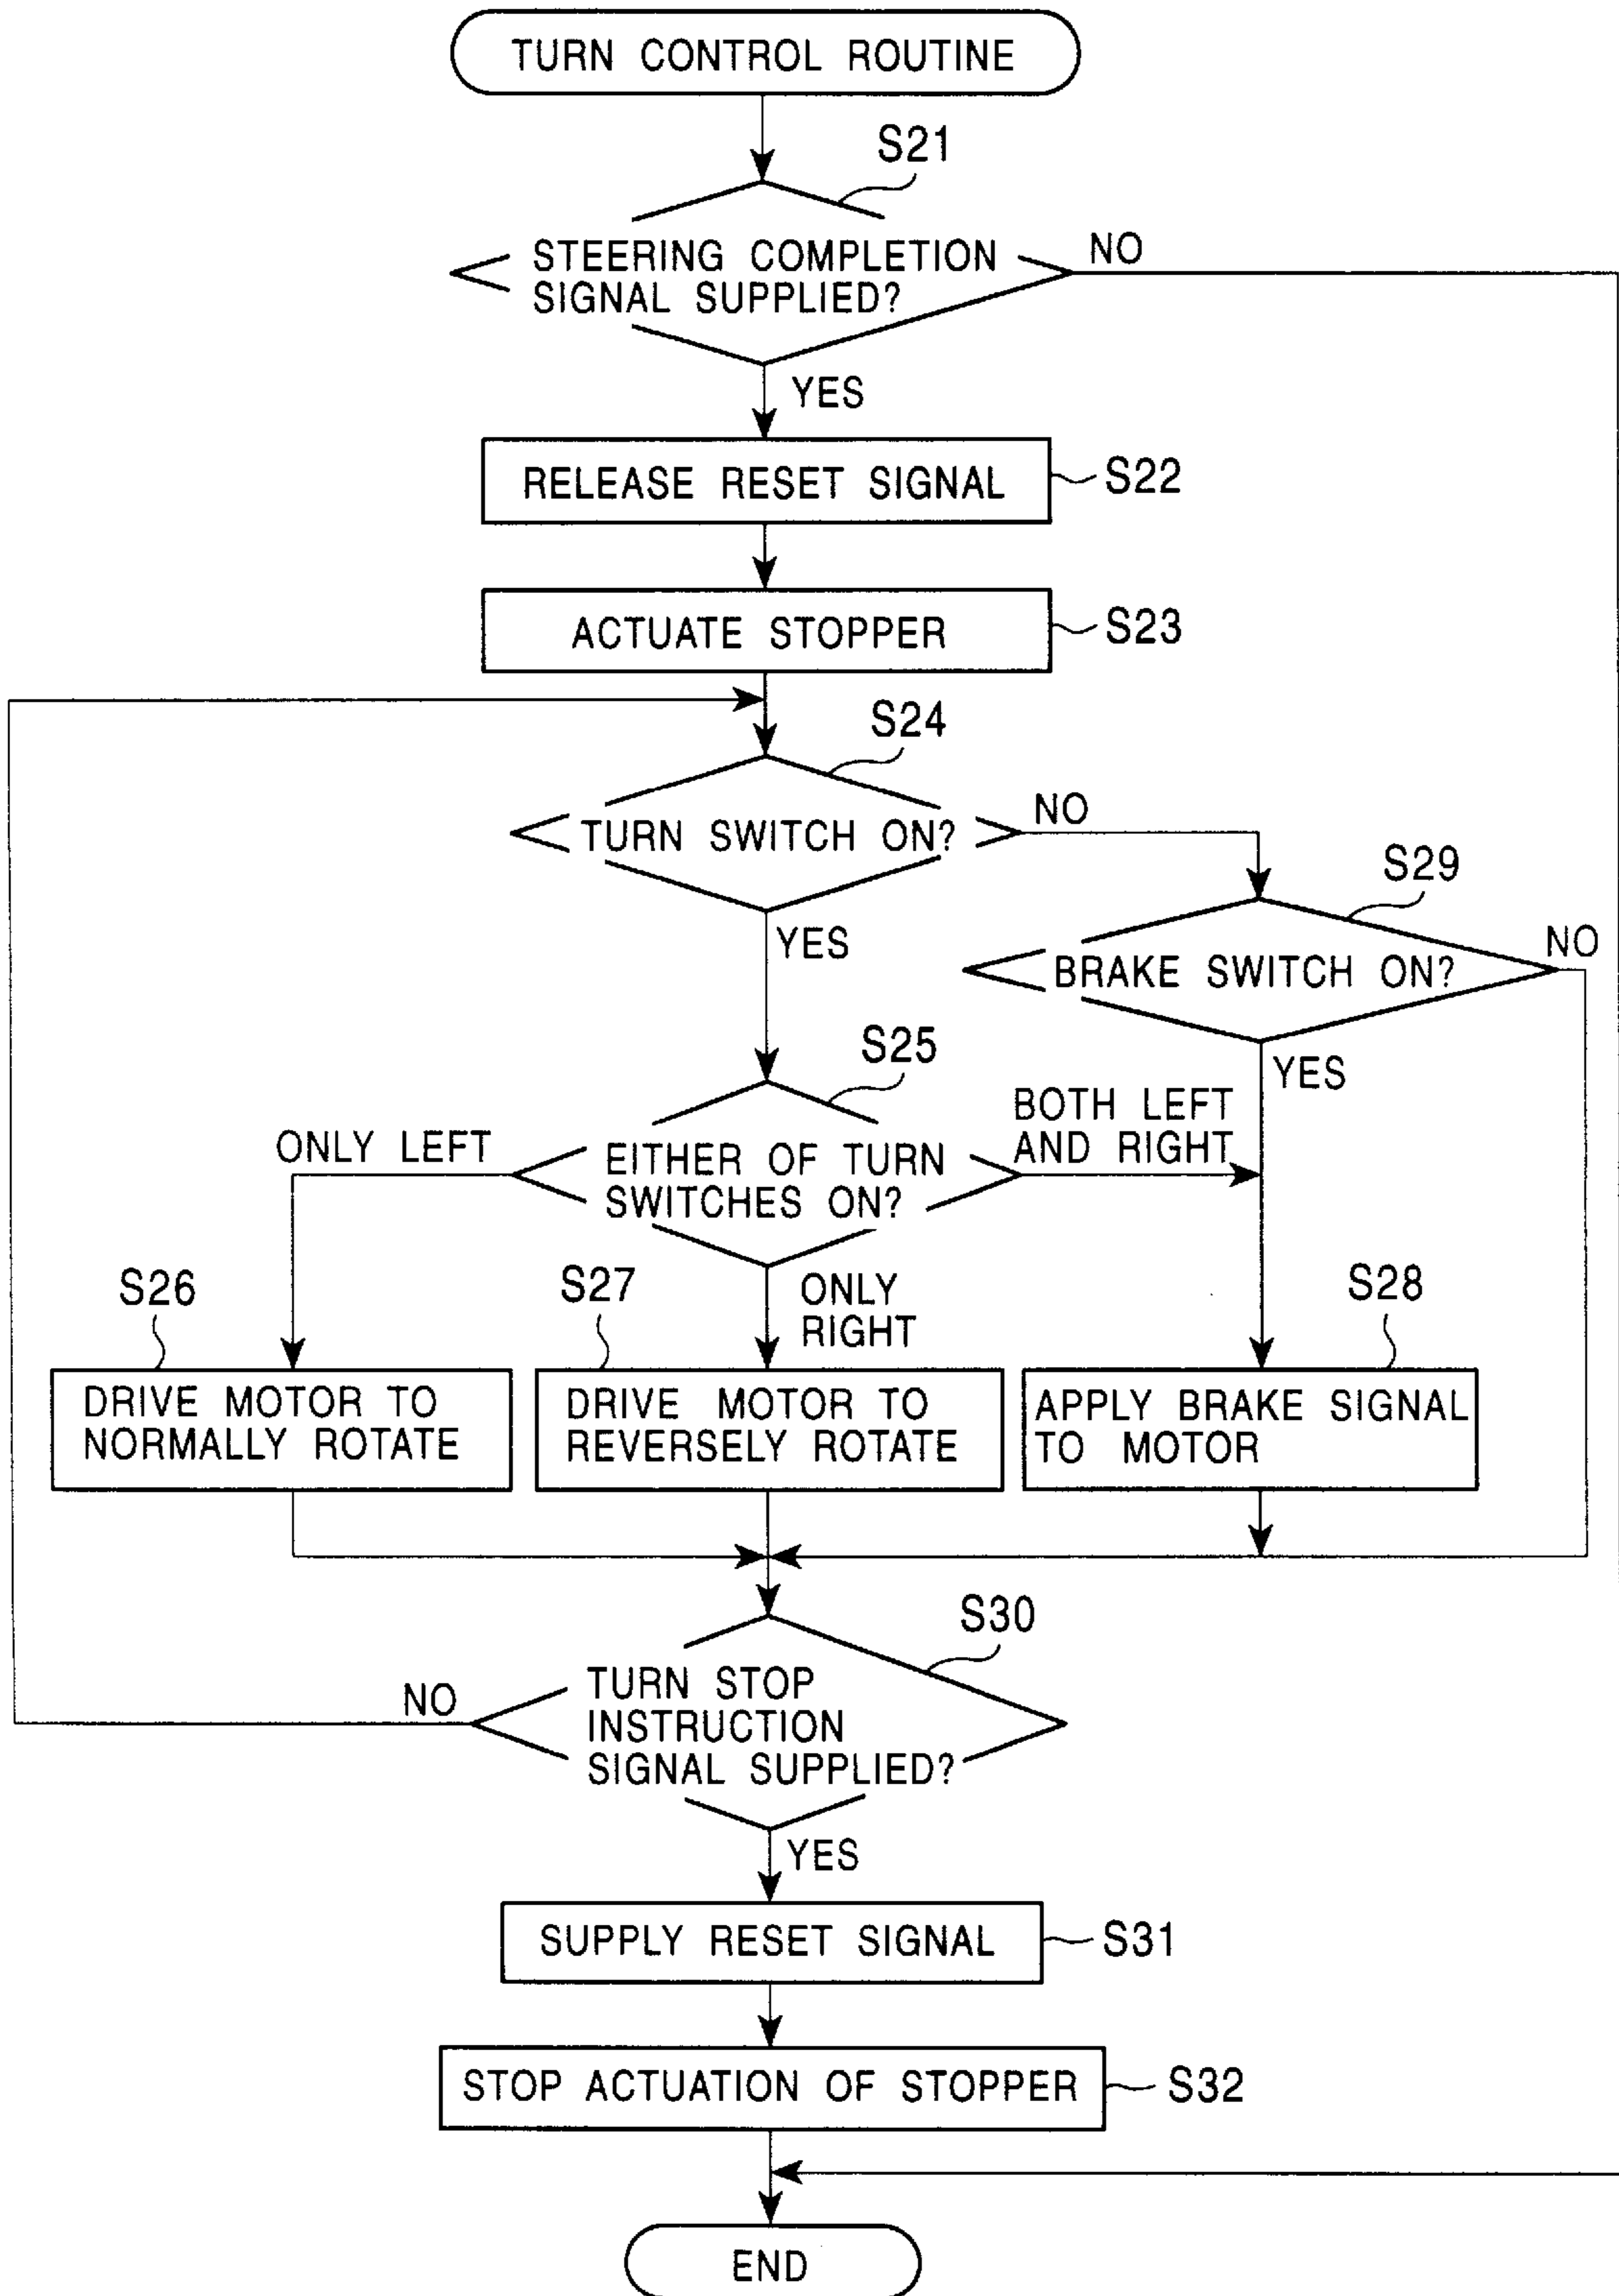 TURN CONTROL ROUTINE
S21
STEERING COMPLETION
SIGNAL SUPPLIED?
NO
YES
RELEASE RESET SIGNAL
S22
ACTUATE STOPPER
S23
S24
TURN SWITCH ON?
NO
YES
S29
BRAKE SWITCH ON?
NO
YES
S25
EITHER OF TURN
SWITCHES ON?
ONLY LEFT
BOTH LEFT
AND RIGHT
ONLY
RIGHT
S26
DRIVE MOTOR TO
NORMALLY ROTATE
S27
DRIVE MOTOR TO
REVERSELY ROTATE
S28
APPLY BRAKE SIGNAL
TO MOTOR
S30
TURN STOP
INSTRUCTION
SIGNAL SUPPLIED?
NO
YES
SUPPLY RESET SIGNAL
S31
STOP ACTUATION OF STOPPER
S32
END